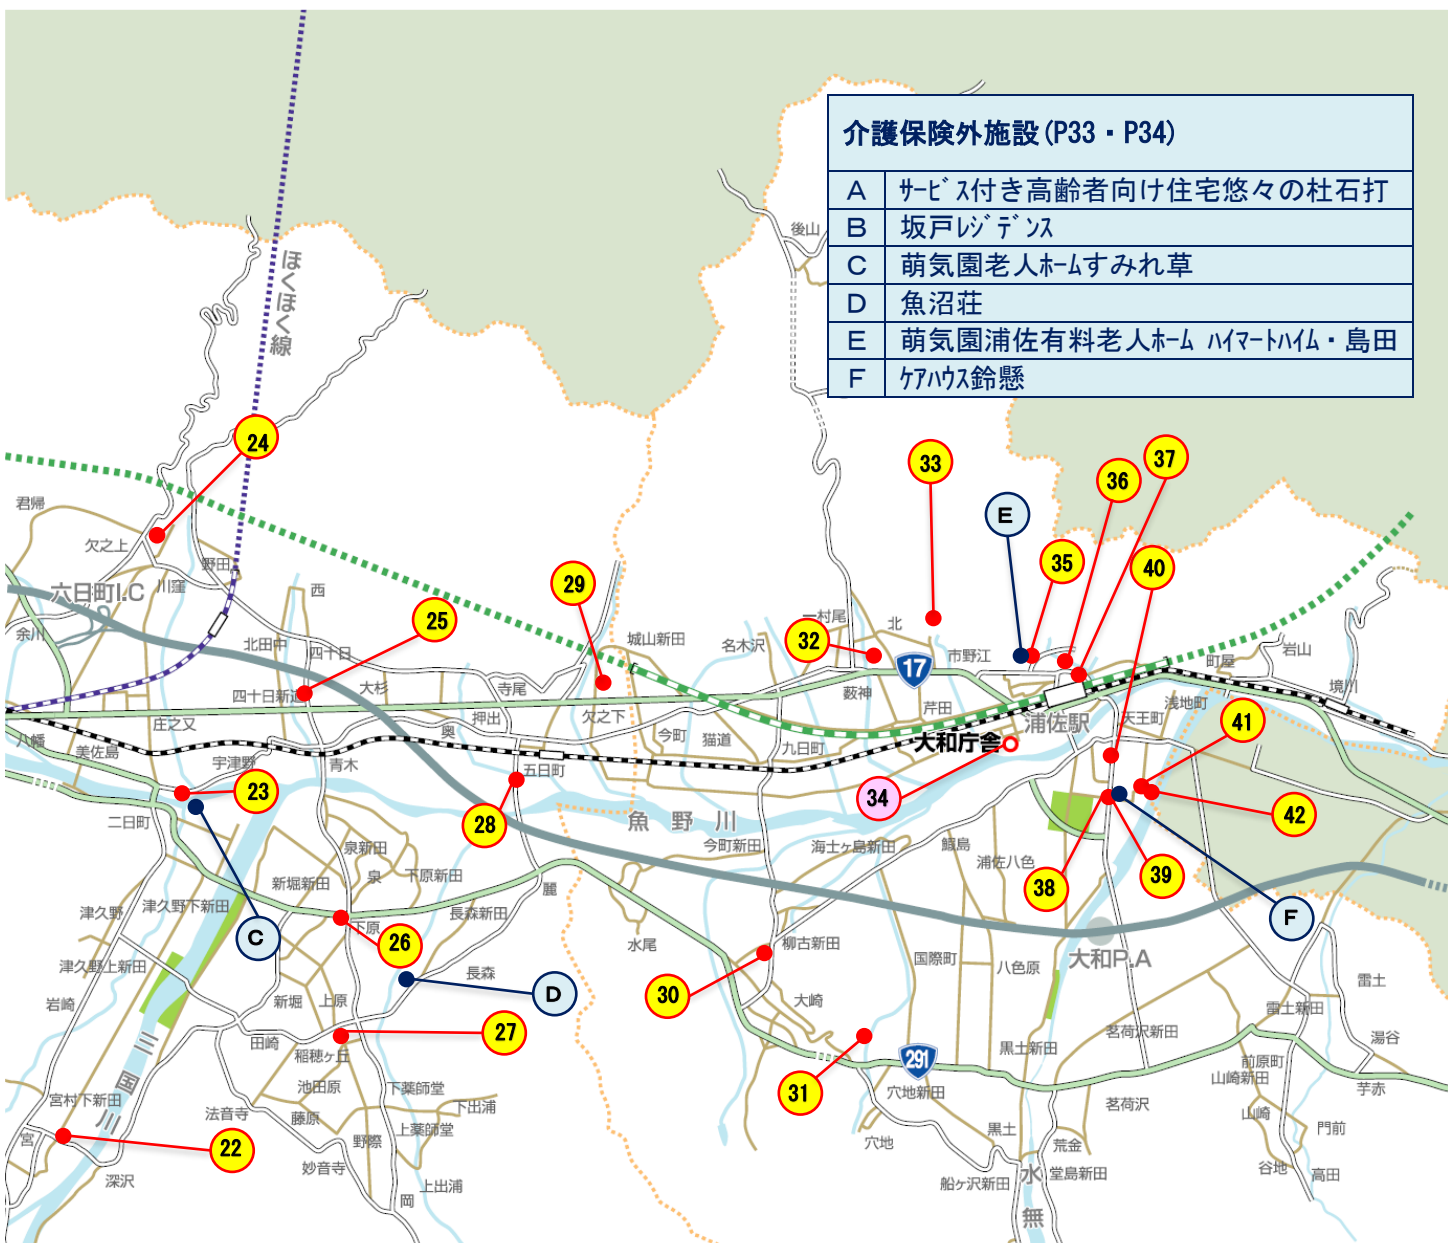 介護保険外施設(P33・P34)
A ｻｰﾋﾞｽ付き高齢者向け住宅悠々の杜石打
B 坂戸ﾚｼﾞﾃﾞﾝｽ
C 萌気園老人ﾎｰﾑすみれ草
D 魚沼荘
E 萌気園浦佐有料老人ﾎｰﾑ ﾊｲﾏｰﾄﾊｲﾑ・島田
F ｹｱﾊｳｽ鈴懸
後山
ほくほく線
24
33
37
36
E
君帰
欠之上
野田
35
40
六日町I.C
川窪
西
29
25
余川
北田中
四十日
城山新田
名木沢
一村尾
北
32
17
市野江
町屋
岩山
四十日新道
大杉
寺尾
欠之下
藪神
芹田
浦佐駅
浅地町
境川
庄之又
押出
奥
今町
猫道
九日町
大和庁舎
天王町
41
八幡
美佐島
宇津野
青木
五日町
23
34
42
二日町
28
魚野川
今町新田
海士ヶ島新田
鰕島
浦佐八色
泉新田
泉
下原新田
新堀新田
麗
38
39
津久野
津久野下新田
長森新田
下原
F
C
26
水尾
柳古新田
国際町
八色原
大和P.A
津久野上新田
長森
岩崎
新堀
上原
D
30
大崎
雷土
雷土新田
27
田崎
稲穂ヶ丘
291
黒土新田
茗荷沢新田
湯谷
三国川
池田原
下薬師堂
31
前原町
山崎新田
芋赤
宮村下新田
法音寺
藤原
下出浦
穴地新田
茗荷沢
山崎
門前
宮
22
野際
上薬師堂
穴地
黒土
荒金
深沢
妙音寺
上出浦
岡
船ヶ沢新田
水無
堂島新田
谷地
高田